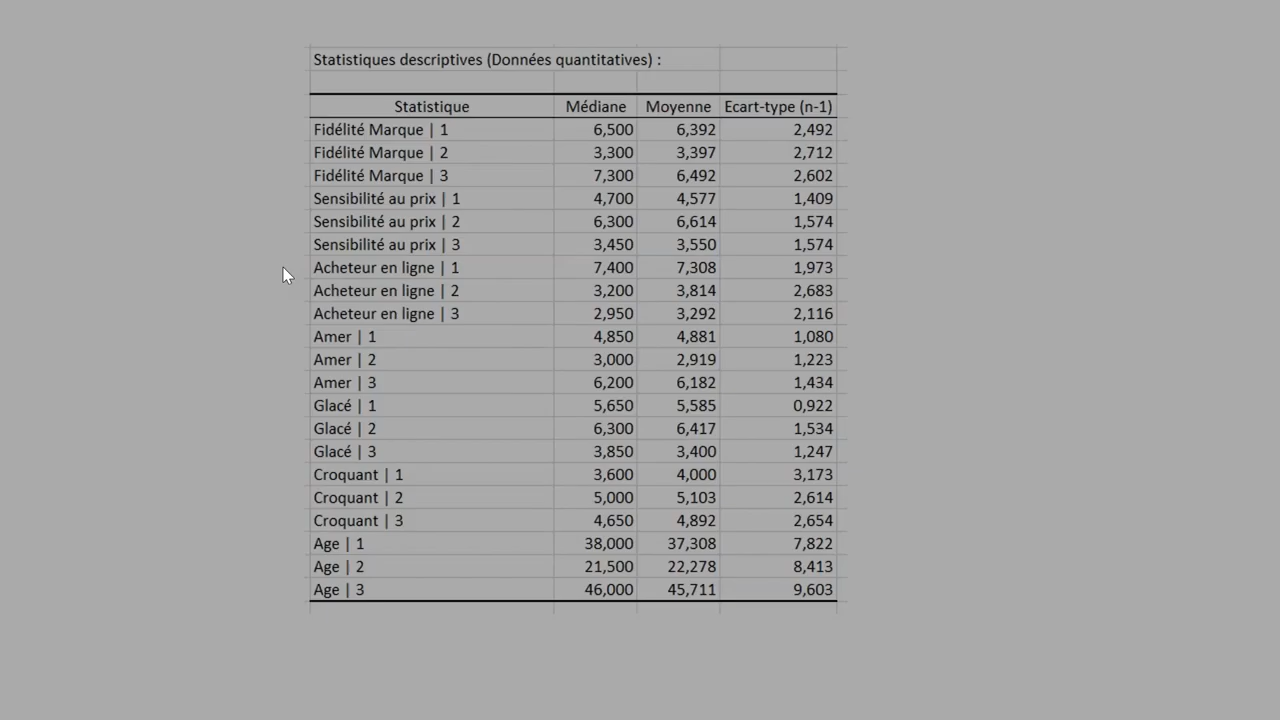 Statistiques descriptives (Données quantitatives) :
Statistique Médiane Moyenne Ecart-type (n-1)
Fidélité Marque | 1 6,500 6,392 2,492
Fidélité Marque | 2 3,300 3,397 2,712
Fidélité Marque | 3 7,300 6,492 2,602
Sensibilité au prix | 1 4,700 4,577 1,409
Sensibilité au prix | 2 6,300 6,614 1,574
Sensibilité au prix | 3 3,450 3,550 1,574
Acheteur en ligne | 1 7,400 7,308 1,973
Acheteur en ligne | 2 3,200 3,814 2,683
Acheteur en ligne | 3 2,950 3,292 2,116
Amer | 1 4,850 4,881 1,080
Amer | 2 3,000 2,919 1,223
Amer | 3 6,200 6,182 1,434
Glacé | 1 5,650 5,585 0,922
Glacé | 2 6,300 6,417 1,534
Glacé | 3 3,850 3,400 1,247
Croquant | 1 3,600 4,000 3,173
Croquant | 2 5,000 5,103 2,614
Croquant | 3 4,650 4,892 2,654
Age | 1 38,000 37,308 7,822
Age | 2 21,500 22,278 8,413
Age | 3 46,000 45,711 9,603